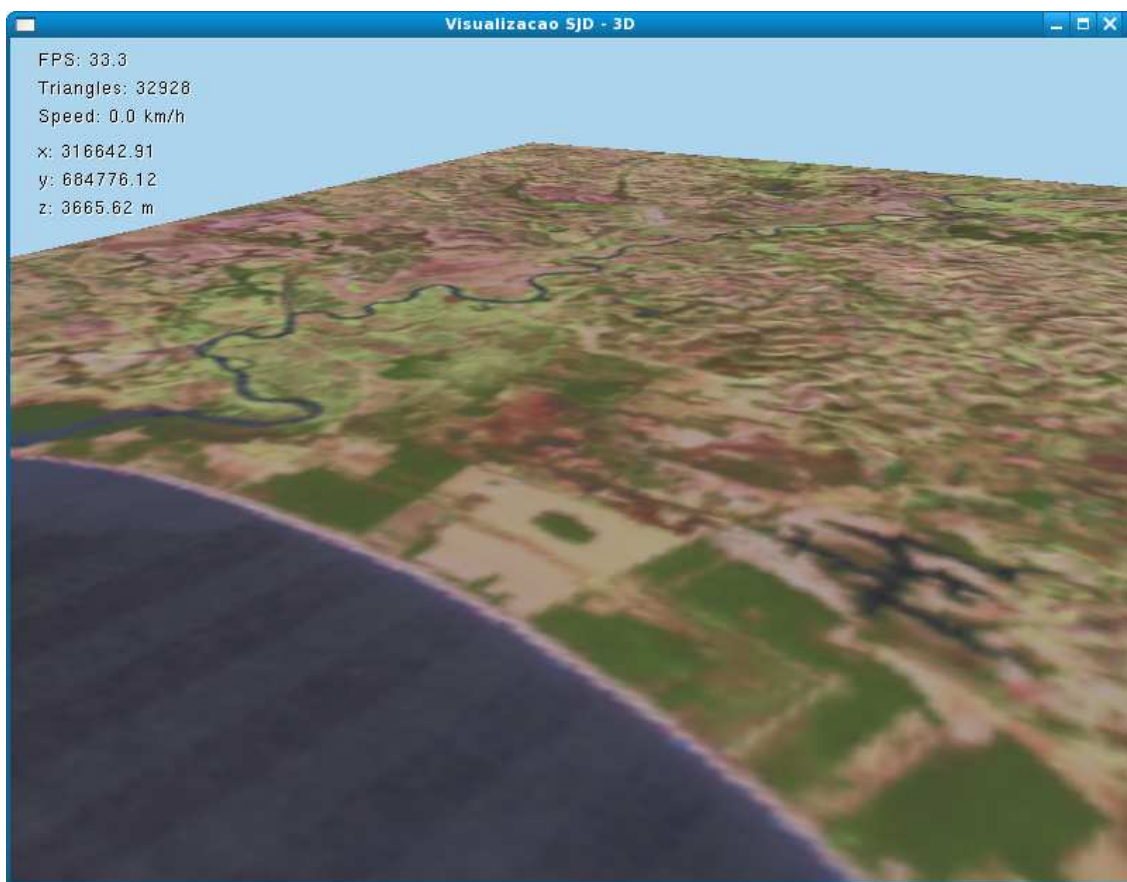 Visualizacao SJD - 3D
FPS: 33.3
Triangles: 32928
Speed: 0.0 km/h
x: 316642.91
y: 684776.12
z: 3665.62 m